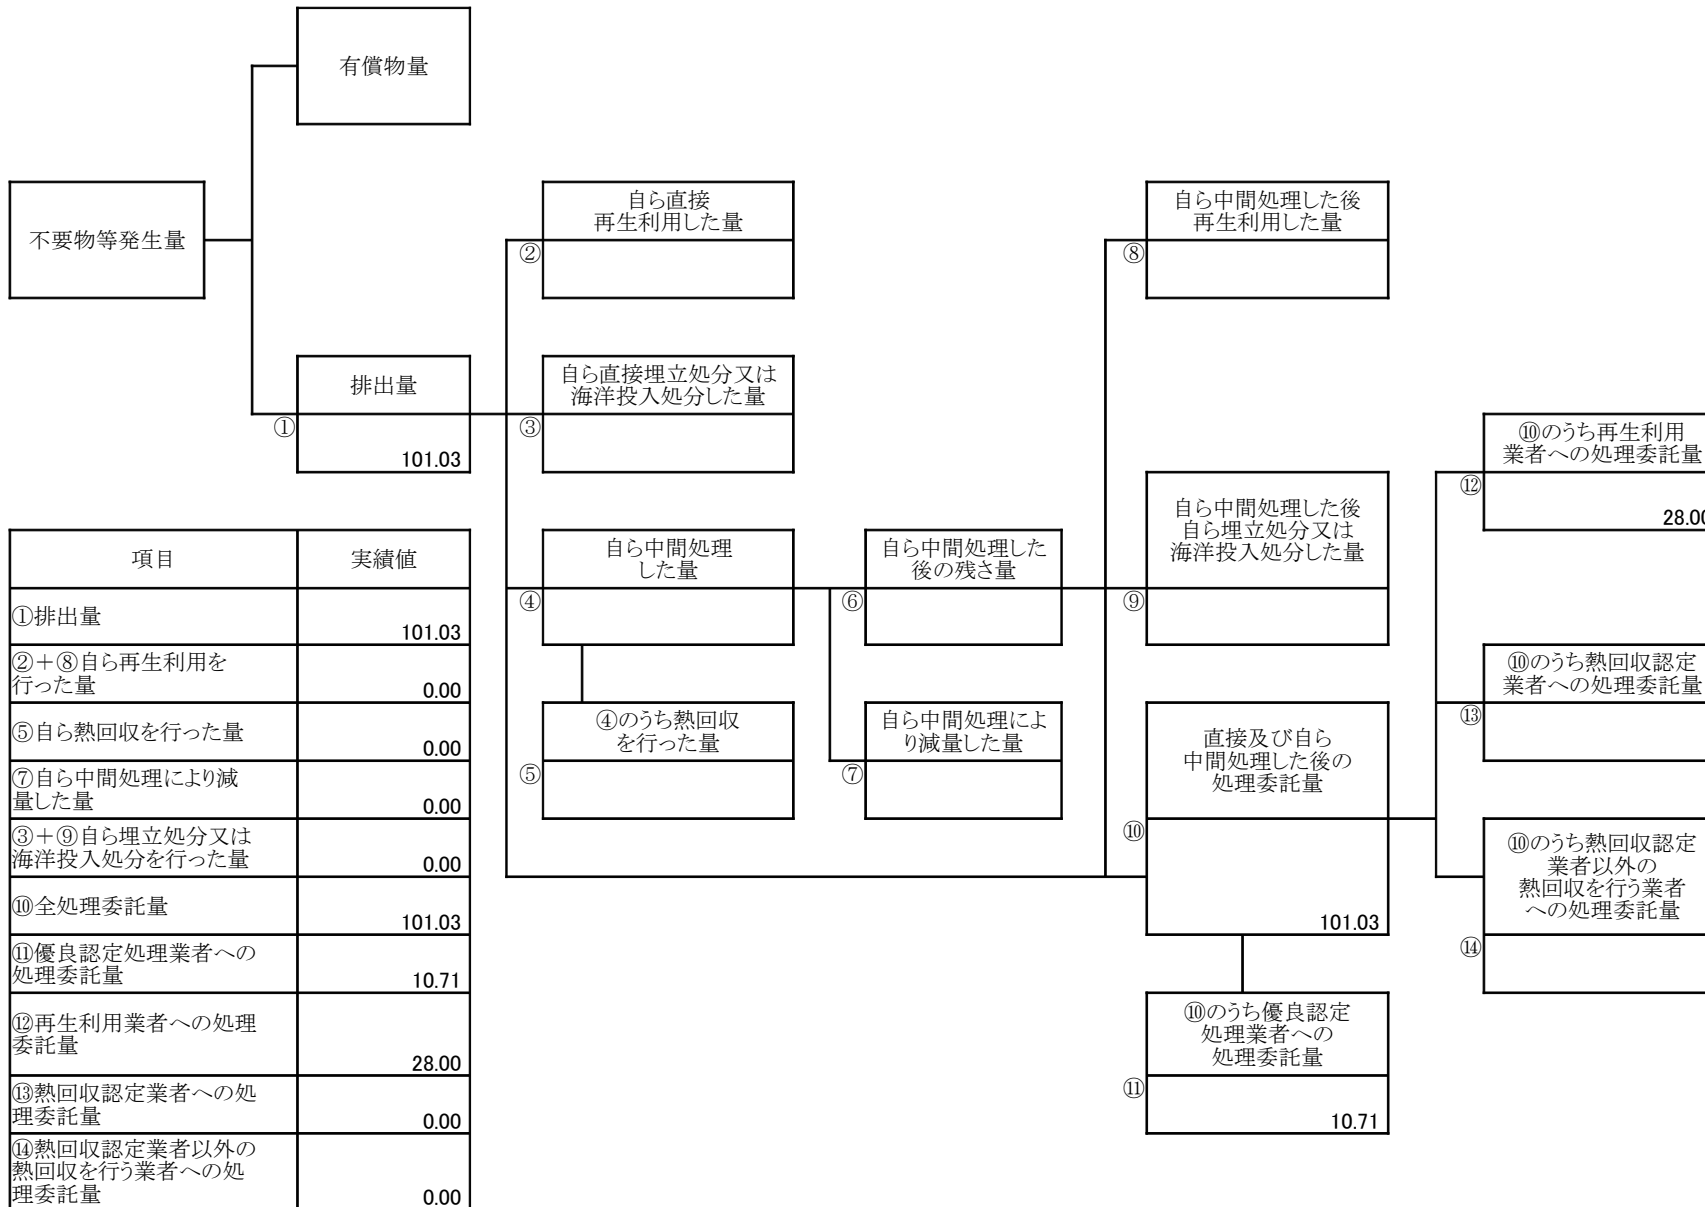 有償物量
不要物等発生量
自ら直接
再生利用した量
②
自ら中間処理した後
再生利用した量
⑧
排出量
①
101.03
自ら直接埋立処分又は
海洋投入処分した量
③
⑩のうち再生利用
業者への処理委託量
⑫
28.00
自ら中間処理
した量
④
自ら中間処理した
後の残さ量
⑥
自ら中間処理した後
自ら埋立処分又は
海洋投入処分した量
⑨
⑩のうち熱回収認定
業者への処理委託量
⑬
④のうち熱回収
を行った量
⑤
自ら中間処理によ
り減量した量
⑦
直接及び自ら
中間処理した後の
処理委託量
⑩
101.03
⑩のうち熱回収認定
業者以外の
熱回収を行う業者
への処理委託量
⑭
⑩のうち優良認定
処理業者への
処理委託量
⑪
10.71
項目 実績値
①排出量 101.03
②+⑧自ら再生利用を
行った量 0.00
⑤自ら熱回収を行った量 0.00
⑦自ら中間処理により減
量した量 0.00
③+⑨自ら埋立処分又は
海洋投入処分を行った量 0.00
⑩全処理委託量 101.03
⑪優良認定処理業者への
処理委託量 10.71
⑫再生利用業者への処理
委託量 28.00
⑬熱回収認定業者への処
理委託量 0.00
⑭熱回収認定業者以外の
熱回収を行う業者への処
理委託量 0.00